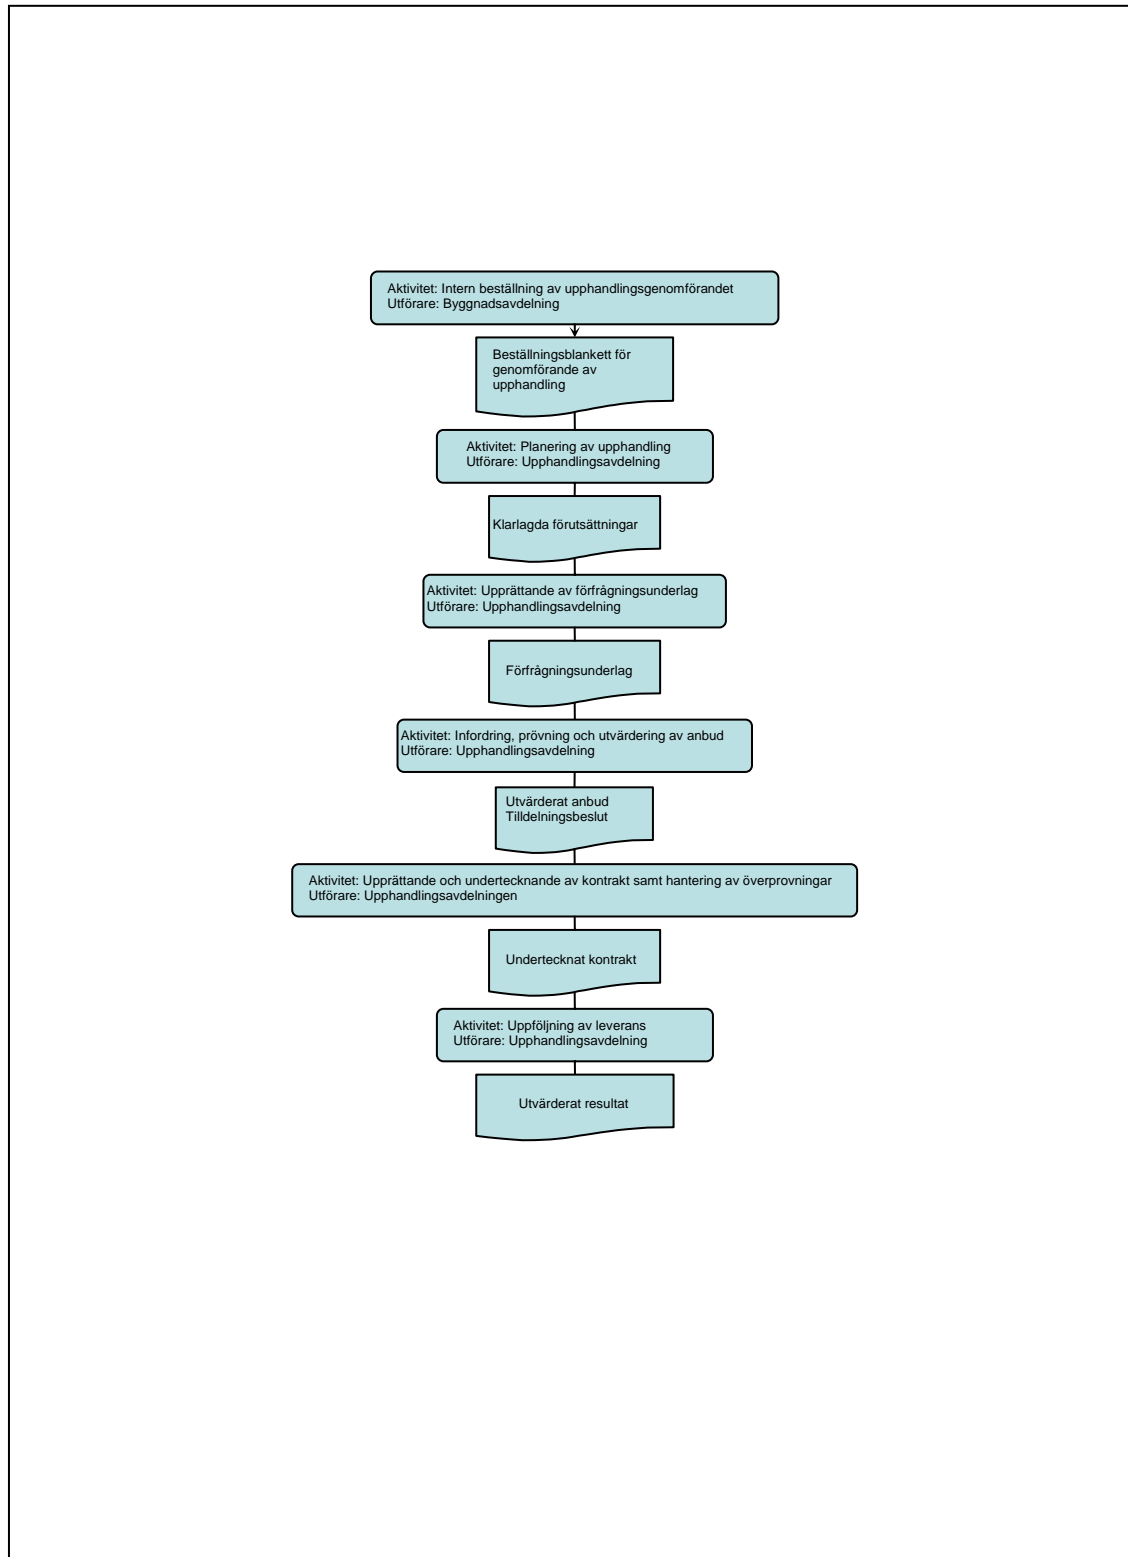 Aktivitet: Intern beställning av upphandlingsgenomförandet
Utförare: Byggnadsavdelning
Beställningsblankett för
genomförande av
upphandling
Aktivitet: Planering av upphandling
Utförare: Upphandlingsavdelning
Klarlagda förutsättningar
Aktivitet: Upprättande av förfrågningsunderlag
Utförare: Upphandlingsavdelning
Förfrågningsunderlag
Aktivitet: Infordring, prövning och utvärdering av anbud
Utförare: Upphandlingsavdelning
Utvärderat anbud
Tilldelningsbeslut
Aktivitet: Upprättande och undertecknande av kontrakt samt hantering av överprovningar
Utförare: Upphandlingsavdelningen
Undertecknat kontrakt
Aktivitet: Uppföljning av leverans
Utförare: Upphandlingsavdelning
Utvärderat resultat